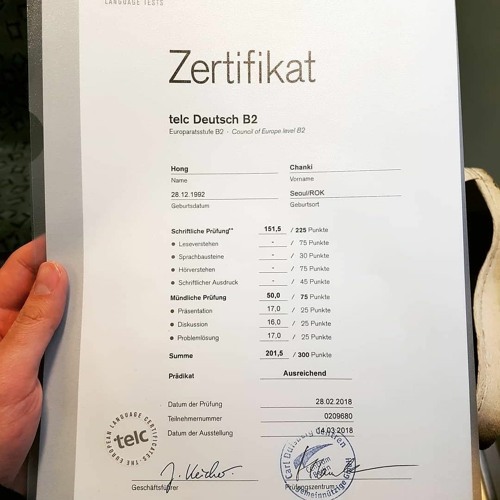 LANGUAGE TESTS
Zertifikat
telc Deutsch B2
Europaratsstufe B2 - Council of Europe level B2
Hong Chanki
Name Vorname
28.12.1992 Seoul/ROK
Geburtsdatum Geburtsort
Schriftliche Prüfung** 151,5 / 225 Punkte
• Leseverstehen - / 75 Punkte
• Sprachbausteine - / 30 Punkte
• Hörverstehen - / 75 Punkte
• Schriftlicher Ausdruck - / 45 Punkte
Mündliche Prüfung 50,0 / 75 Punkte
• Präsentation 17,0 / 25 Punkte
• Diskussion 16,0 / 25 Punkte
• Problemlösung 17,0 / 25 Punkte
Summe 201,5 / 300 Punkte
Prädikat Ausreichend
Datum der Prüfung 28.02.2018
Teilnehmernummer 0209680
Datum der Ausstellung 14.03.2018
THE EUROPEAN LANGUAGE CERTIFICATES
telc
Carl Duisberg Centren
Gemeinnützige
Geschäftsführer Prüfungszentrum